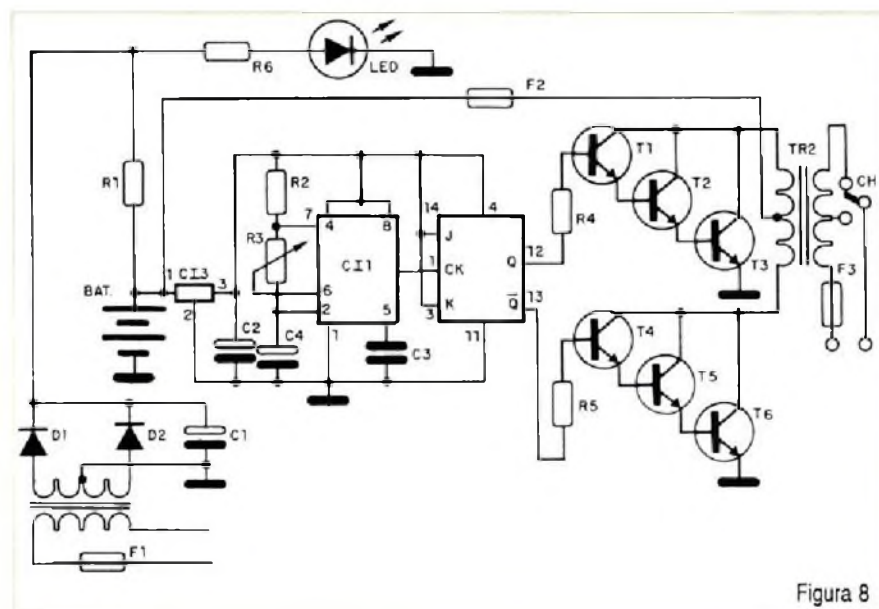 R6
LED
F2
R1
R2
R3
7
4
8
CI1
6
2
1
5
14
4
J
1
CK
K
3
Q
12
Q̅
13
11
R4
R5
T1
T2
T3
T4
T5
T6
TR2
CH
F3
BAT.
1
CI3
3
2
C2
C4
C3
D1
D2
C1
F1
Figura 8